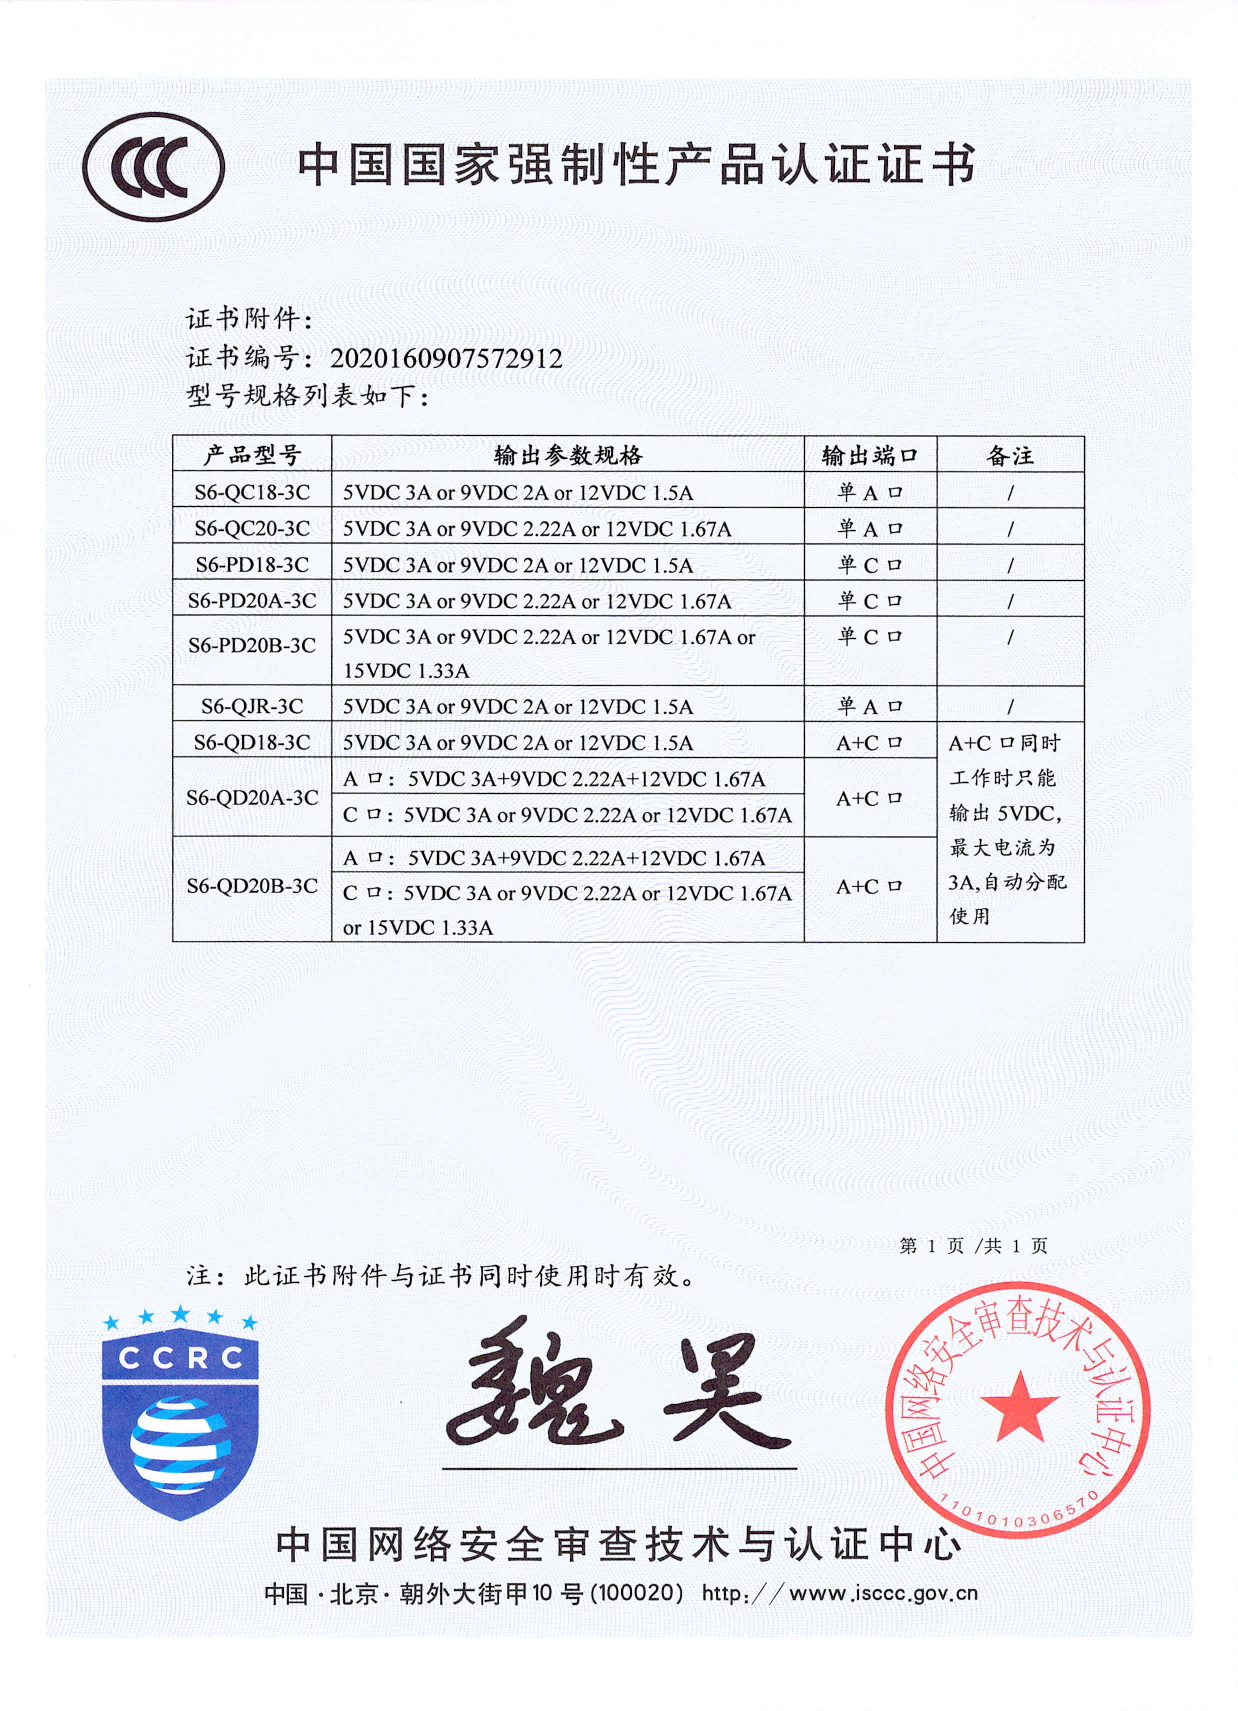 中国国家强制性产品认证证书
证书附件:
证书编号: 2020160907572912
型号规格列表如下:
产品型号 输出参数规格 输出端口 备注
S6-QC18-3C 5VDC 3A or 9VDC 2A or 12VDC 1.5A 单 A 口 /
S6-QC20-3C 5VDC 3A or 9VDC 2.22A or 12VDC 1.67A 单 A 口 /
S6-PD18-3C 5VDC 3A or 9VDC 2A or 12VDC 1.5A 单 C 口 /
S6-PD20A-3C 5VDC 3A or 9VDC 2.22A or 12VDC 1.67A 单 C 口 /
S6-PD20B-3C 5VDC 3A or 9VDC 2.22A or 12VDC 1.67A or 单 C 口 /
15VDC 1.33A
S6-QJR-3C 5VDC 3A or 9VDC 2A or 12VDC 1.5A 单 A 口 /
S6-QD18-3C 5VDC 3A or 9VDC 2A or 12VDC 1.5A A+C 口
S6-QD20A-3C
A 口: 5VDC 3A+9VDC 2.22A+12VDC 1.67A
C 口: 5VDC 3A or 9VDC 2.22A or 12VDC 1.67A
A+C 口
S6-QD20B-3C
A 口: 5VDC 3A+9VDC 2.22A+12VDC 1.67A
C 口: 5VDC 3A or 9VDC 2.22A or 12VDC 1.67A
or 15VDC 1.33A
A+C 口
A+C 口同时
工作时只能
输出 5VDC,
最大电流为
3A,自动分配
使用
第 1 页 /共 1 页
注: 此证书附件与证书同时使用时有效。
CCRC
魏昊
中国网络安全审查技术与认证中心
1101010306570
中国网络安全审查技术与认证中心
中国·北京·朝外大街甲10号(100020) http://www.isccc.gov.cn